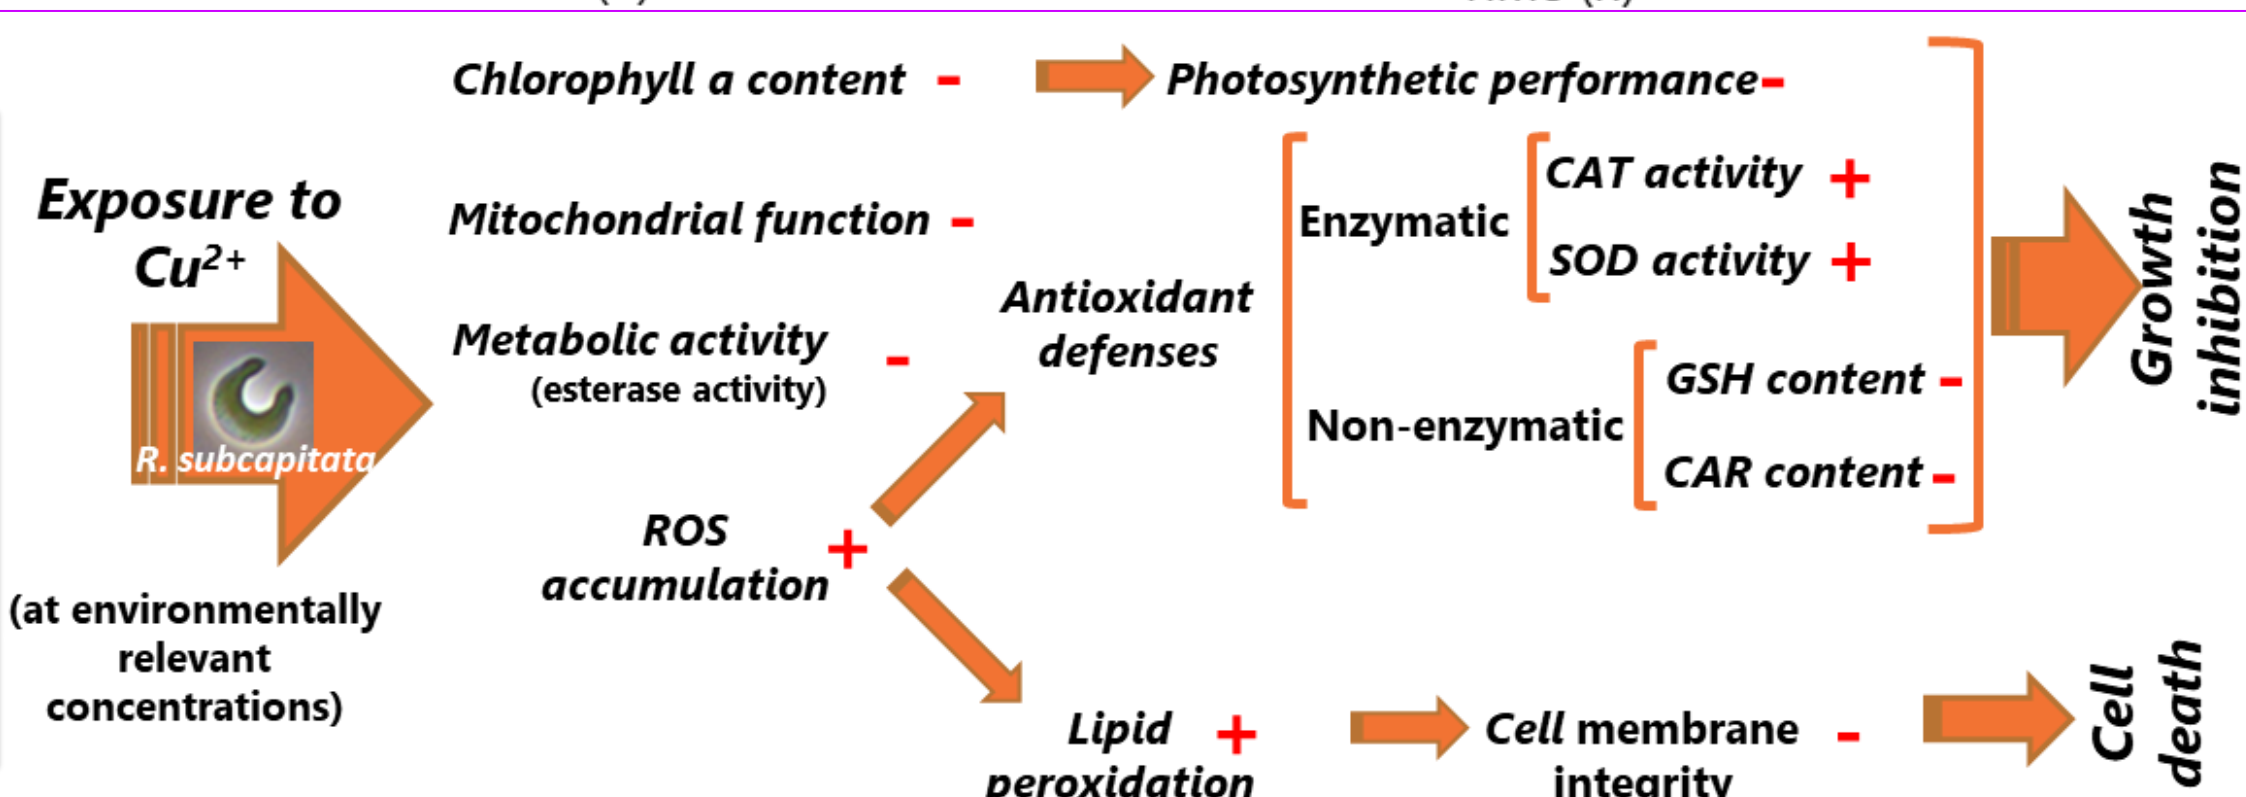 Chlorophyll a content -
Photosynthetic performance-
Exposure to
Cu²⁺
R. subcapitata
(at environmentally
relevant
concentrations)
Mitochondrial function -
Metabolic activity -
(esterase activity)
ROS
accumulation +
Antioxidant
defenses
Enzymatic
CAT activity +
SOD activity +
Non-enzymatic
GSH content -
CAR content -
Growth
inhibition
Lipid +
peroxidation
Cell membrane -
integrity
Cell
death